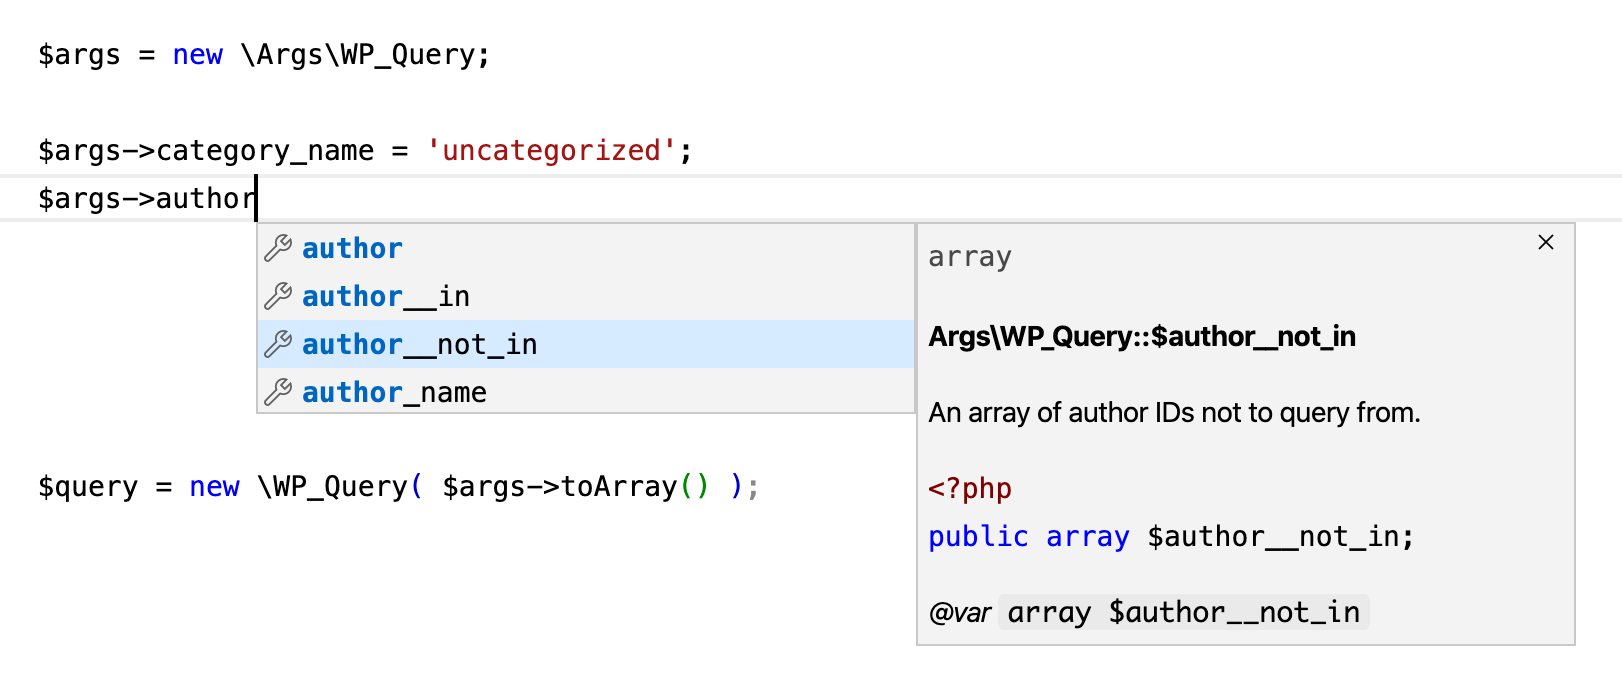 $args = new \Args\WP_Query;
$args->category_name = 'uncategorized';
$args->author
author
author__in
author__not_in
author_name
array
Args\WP_Query::$author__not_in
An array of author IDs not to query from.
<?php
public array $author__not_in;
@var array $author__not_in
$query = new \WP_Query( $args->toArray() );